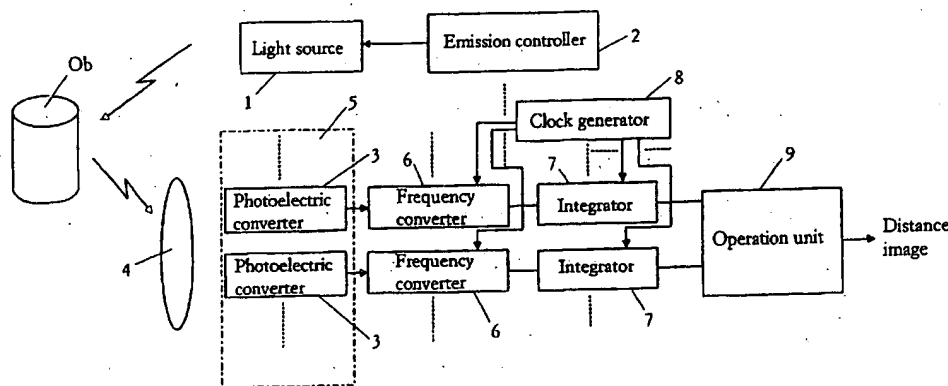 Light source
Emission controller
2
Ob
1
8
5
Clock generator
3
6
7
9
Photoelectric
converter
Frequency
converter
Integrator
Operation unit
Distance
image
4
Photoelectric
converter
Frequency
converter
Integrator
3
6
7